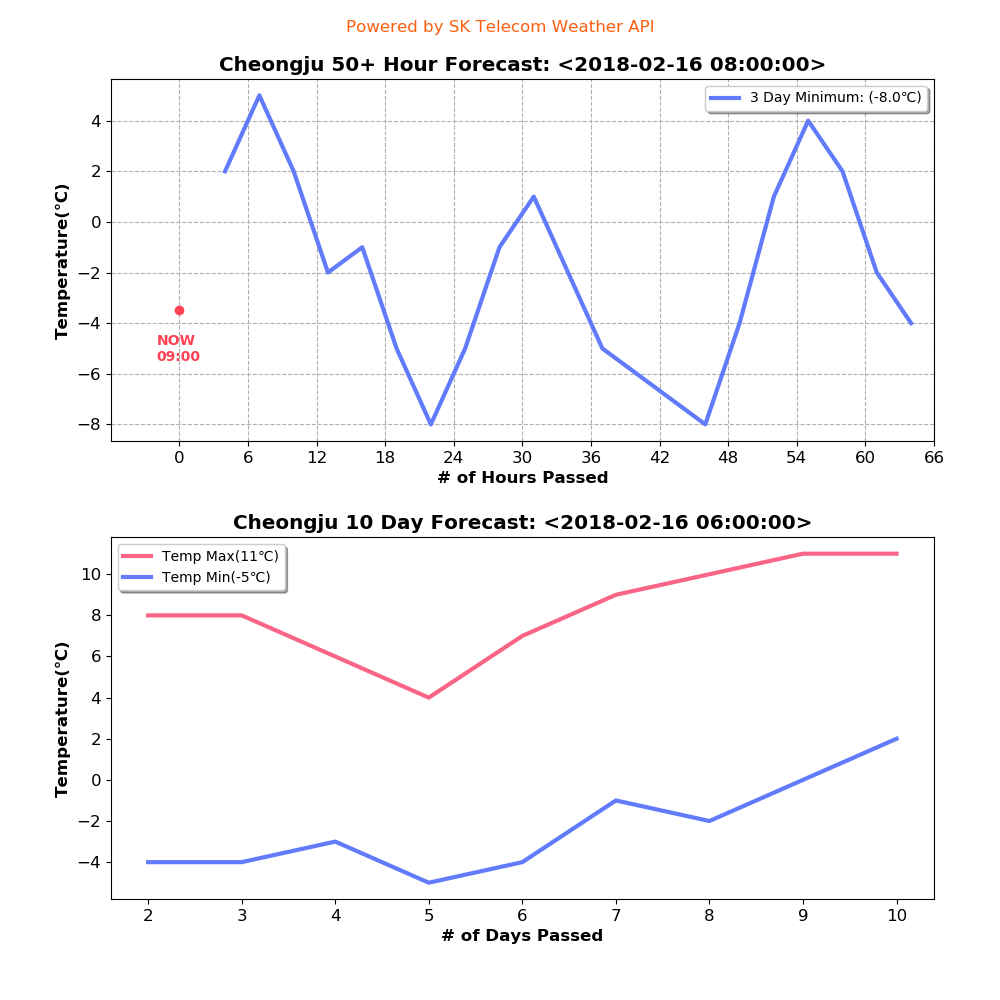 Powered by SK Telecom Weather API
Cheongju 50+ Hour Forecast: <2018-02-16 08:00:00>
3 Day Minimum: (-8.0℃)
Temperature(℃)
4
2
0
−2
−4
−6
−8
NOW
09:00
0 6 12 18 24 30 36 42 48 54 60 66
# of Hours Passed
Cheongju 10 Day Forecast: <2018-02-16 06:00:00>
Temp Max(11℃)
Temp Min(-5℃)
Temperature(℃)
10
8
6
4
2
0
−2
−4
2 3 4 5 6 7 8 9 10
# of Days Passed